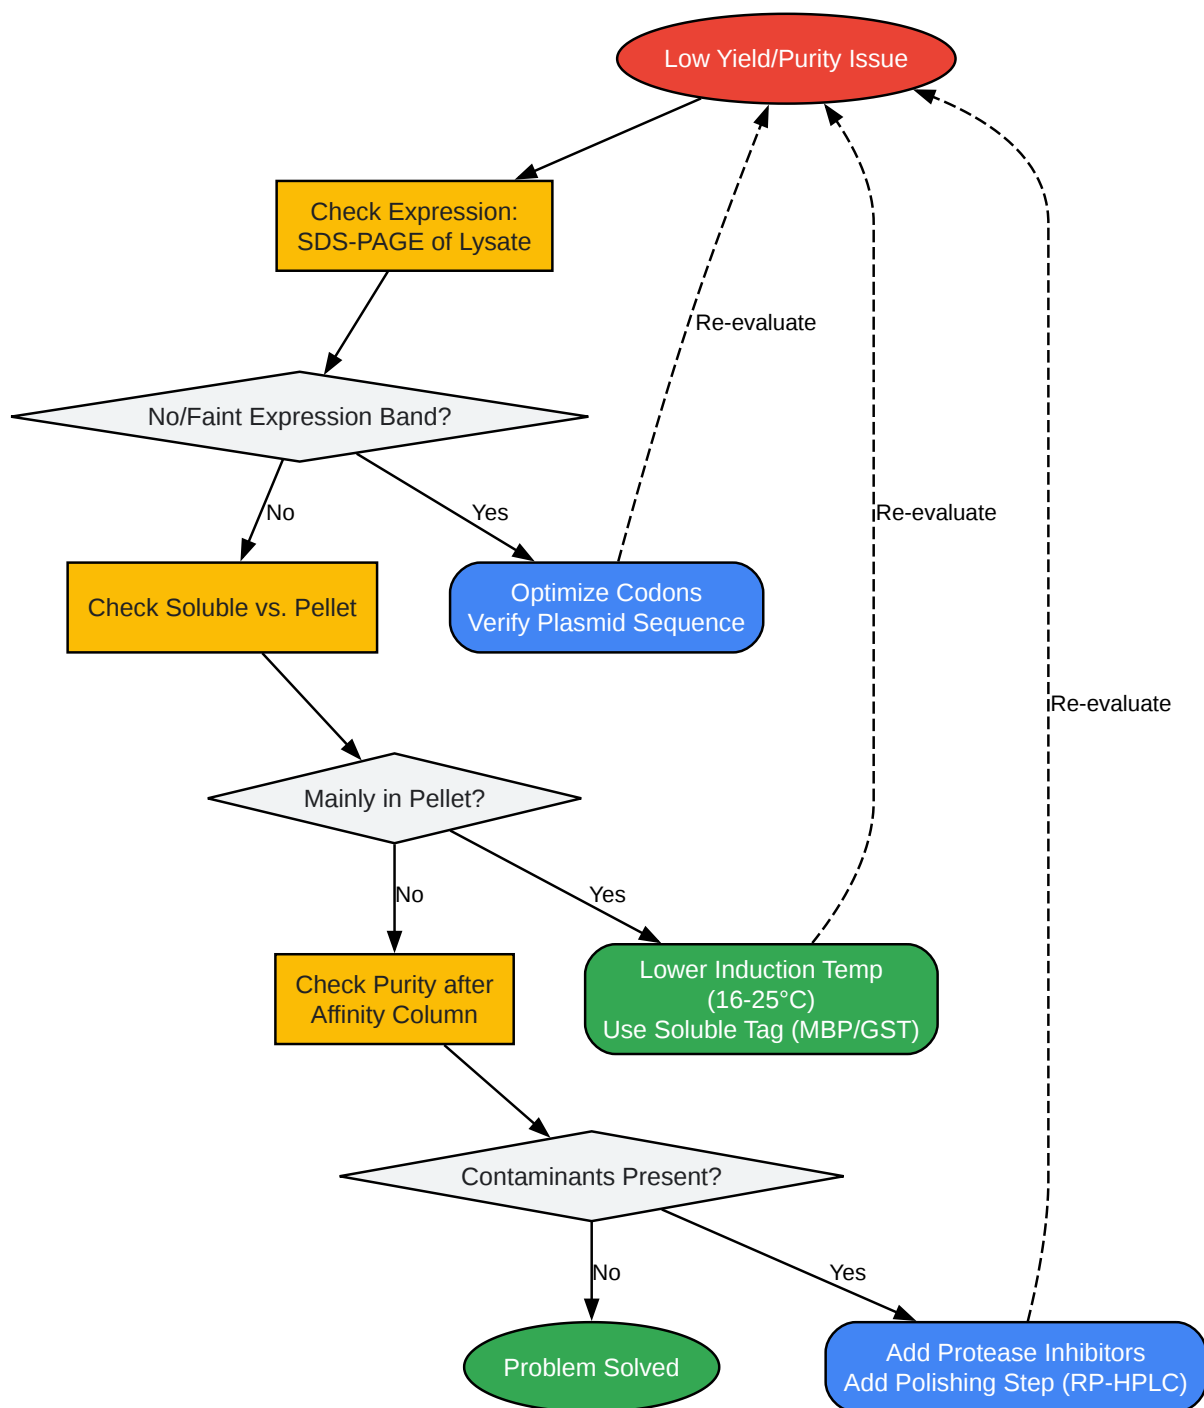 Low Yield/Purity Issue
Check Expression:
SDS-PAGE of Lysate
Re-evaluate
No/Faint Expression Band?
No
Yes
Re-evaluate
Check Soluble vs. Pellet
Optimize Codons
Verify Plasmid Sequence
Re-evaluate
Mainly in Pellet?
No
Yes
Check Purity after
Affinity Column
Lower Induction Temp
(16-25°C)
Use Soluble Tag (MBP/GST)
Contaminants Present?
No
Yes
Problem Solved
Add Protease Inhibitors
Add Polishing Step (RP-HPLC)